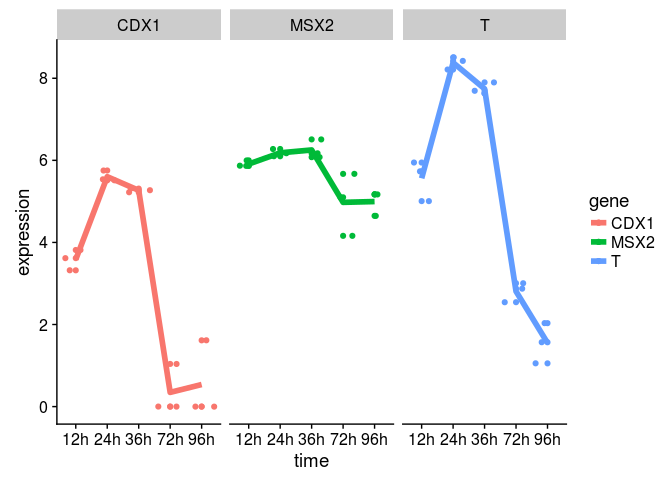 CDX1 MSX2 T
8
6
4
2
0
expression
12h 24h 36h 72h 96h 12h 24h 36h 72h 96h 12h 24h 36h 72h 96h
time
gene
CDX1
MSX2
T